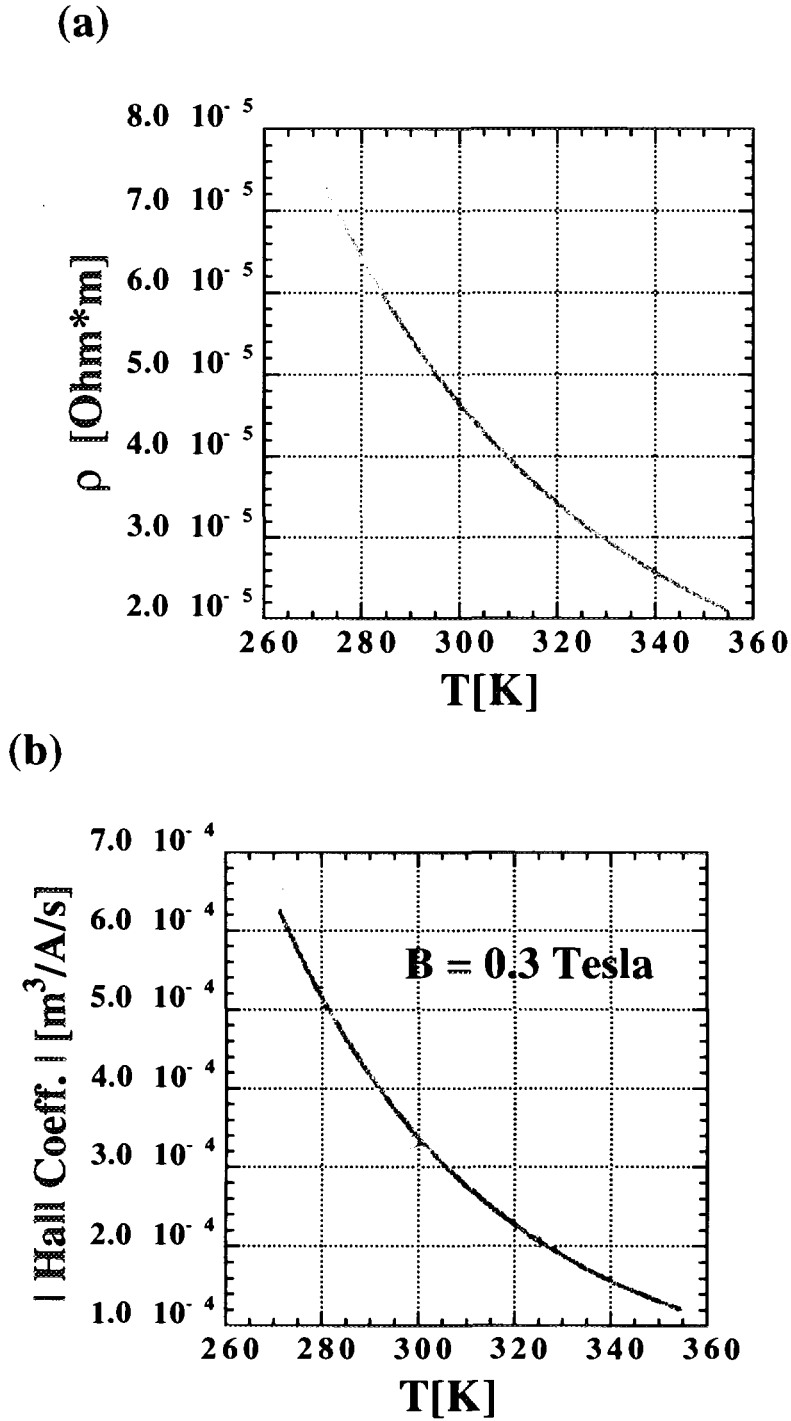 (a)
8.0 10-5
7.0 10-5
6.0 10-5
5.0 10-5
4.0 10-5
3.0 10-5
2.0 10-5
ρ [Ohm*m]
260 280 300 320 340 360
T[K]
(b)
7.0 10-4
6.0 10-4
5.0 10-4
4.0 10-4
3.0 10-4
2.0 10-4
1.0 10-4
| Hall Coeff. | [m³/A/s]
B = 0.3 Tesla
260 280 300 320 340 360
T[K]